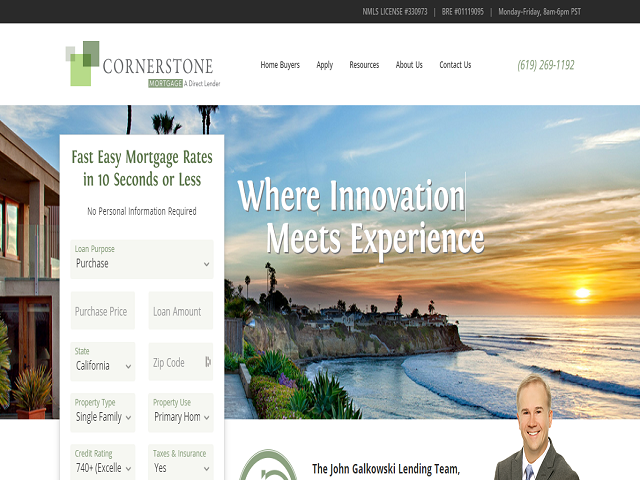 NMLS LICENSE #330973 | BRE #01119095 | Monday-Friday, 8am-6pm PST
CORNERSTONE
MORTGAGE A Direct Lender
Home Buyers Apply Resources About Us Contact Us (619) 269-1192
Fast Easy Mortgage Rates
in 10 Seconds or Less
No Personal Information Required
Loan Purpose
Purchase
Purchase Price Loan Amount
State
California Zip Code
Property Type Property Use
Single Family Primary Hom
Credit Rating Taxes & Insurance
740+ (Excelle Yes
Where Innovation
Meets Experience
The John Galkowski Lending Team,